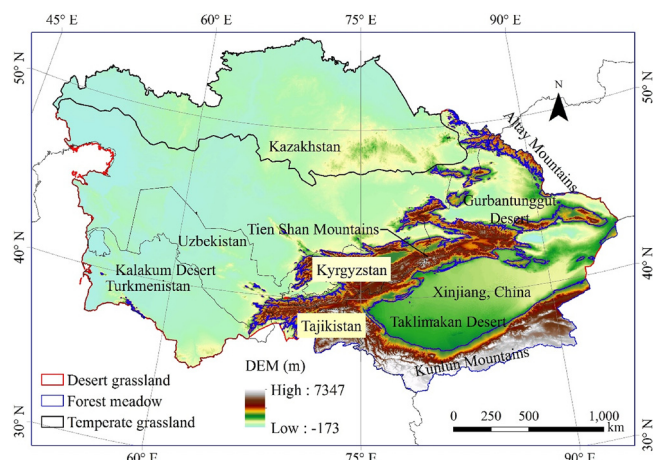 45° E
60° E
75° E
90° E
50° N
50° N
N
Altay Mountains
Kazakhstan
Gurbantunggut
Desert
Tien Shan Mountains
Uzbekistan
40° N
40° N
Kalakum Desert
Kyrgyzstan
Turkmenistan
Xinjiang, China
Taklimakan Desert
Tajikistan
Kunlun Mountains
DEM (m)
Desert grassland
High : 7347
Forest meadow
Temperate grassland
Low : -173
0 250 500 1,000
km
30° N
30° N
60° E
75° E
90° E